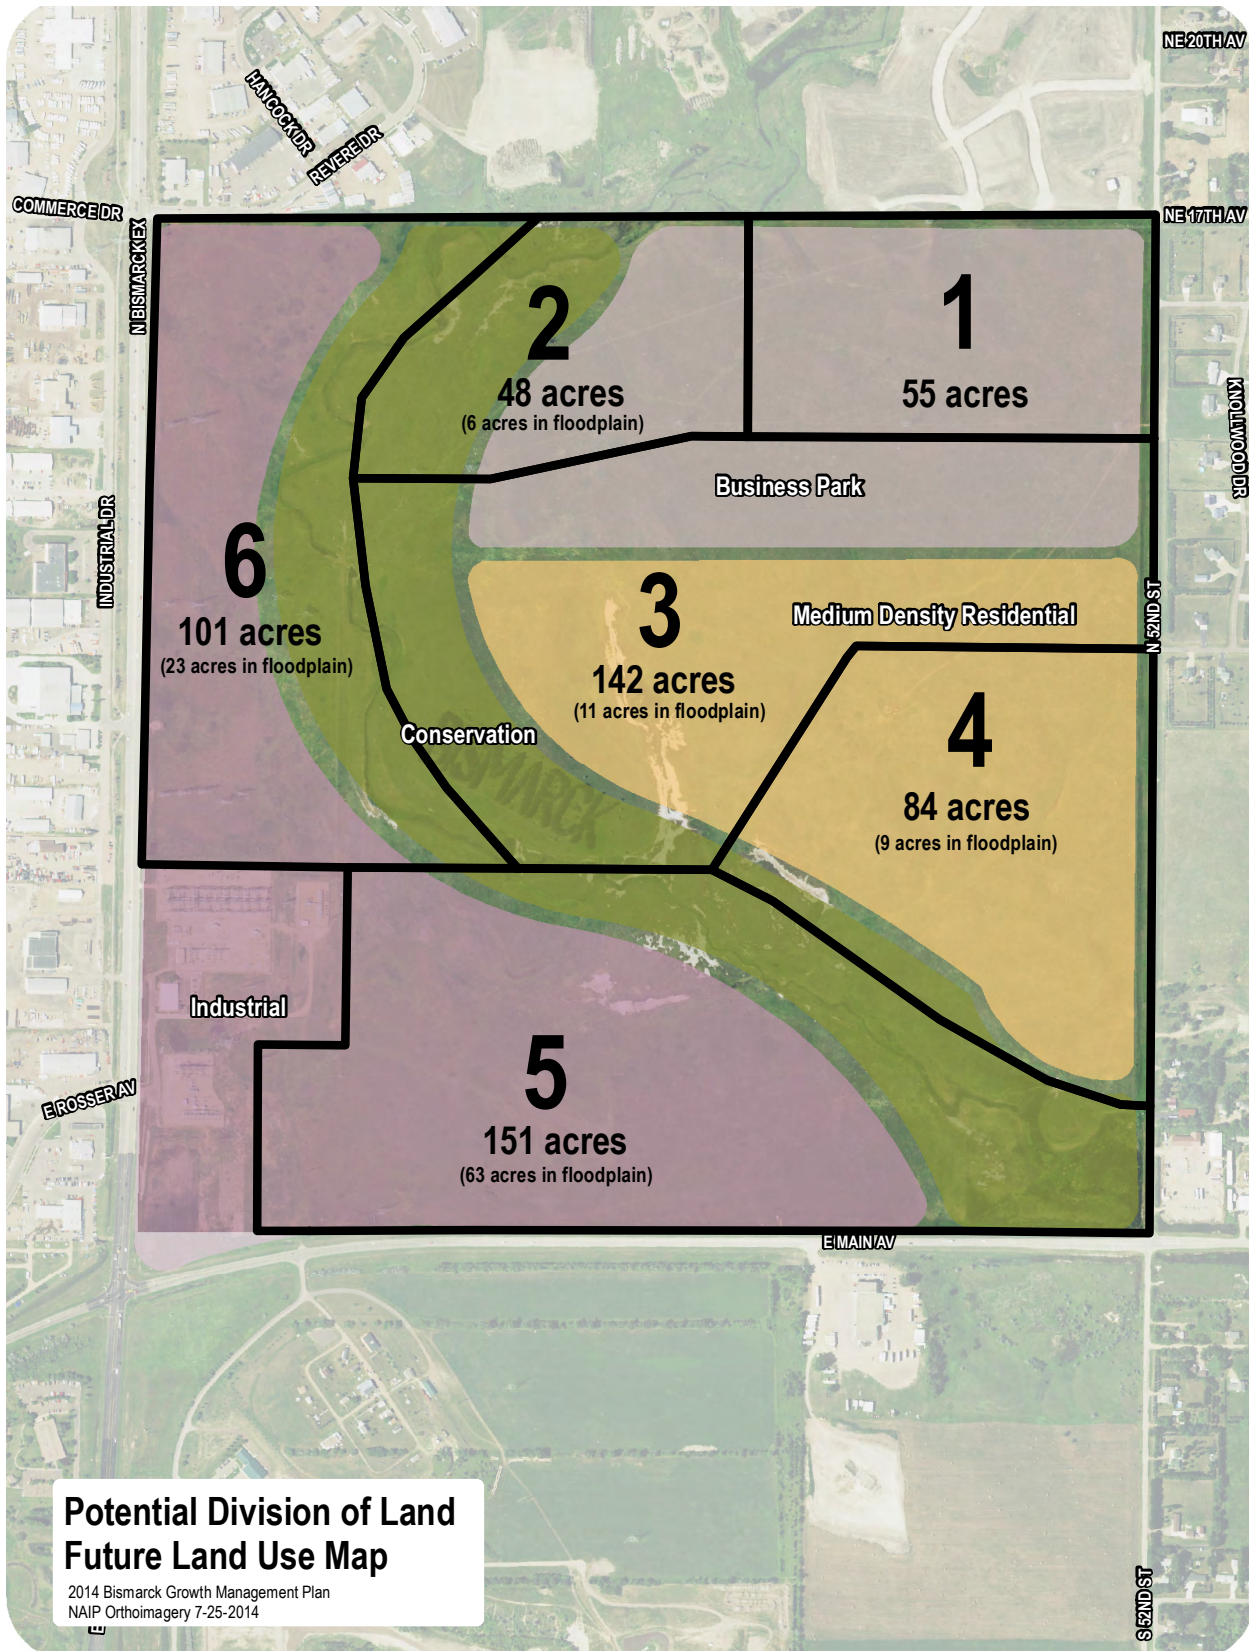 NE 20TH AV
HANCOCK DR
REVERE DR
COMMERCE DR
NE 17TH AV
N BISMARCK EX
1
55 acres
2
48 acres
(6 acres in floodplain)
KNOLLWOOD DR
Business Park
INDUSTRIAL DR
6
101 acres
(23 acres in floodplain)
3
142 acres
(11 acres in floodplain)
Medium Density Residential
N 52ND ST
4
84 acres
(9 acres in floodplain)
Conservation
BISMARCK
Industrial
5
151 acres
(63 acres in floodplain)
E ROSSER AV
E MAIN AV
Potential Division of Land
Future Land Use Map
2014 Bismarck Growth Management Plan
NAIP Orthoimagery 7-25-2014
S 52ND ST